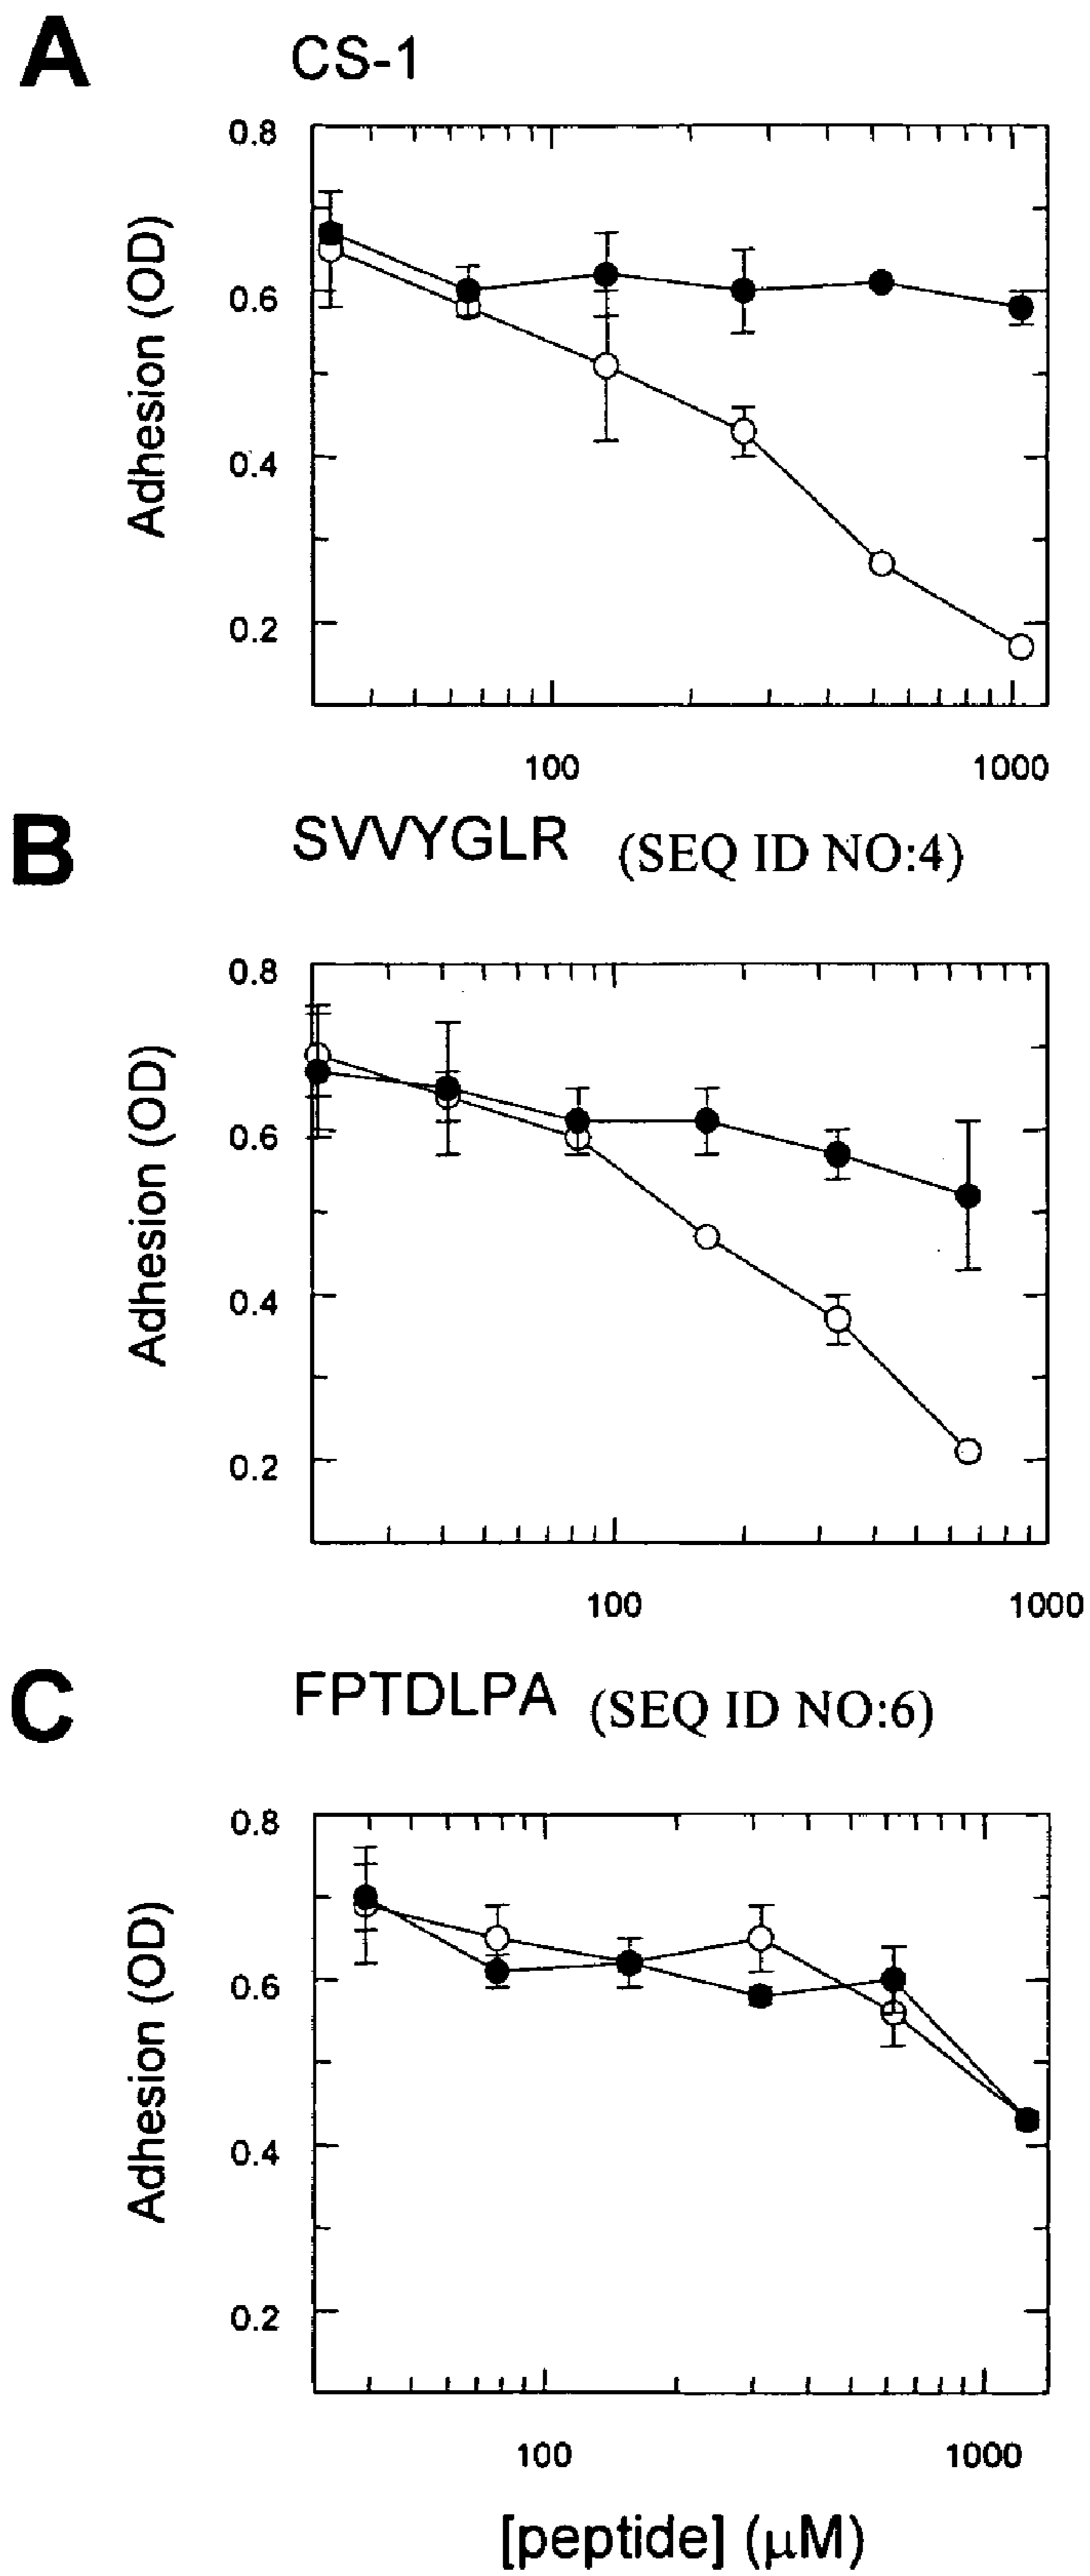 A CS-1
0.8
0.6
0.4
0.2
Adhesion (OD)
100 1000
B SVVYGLR (SEQ ID NO:4)
0.8
0.6
0.4
0.2
Adhesion (OD)
100 1000
C FPTDLPA (SEQ ID NO:6)
0.8
0.6
0.4
0.2
Adhesion (OD)
100 1000
[peptide] (μM)